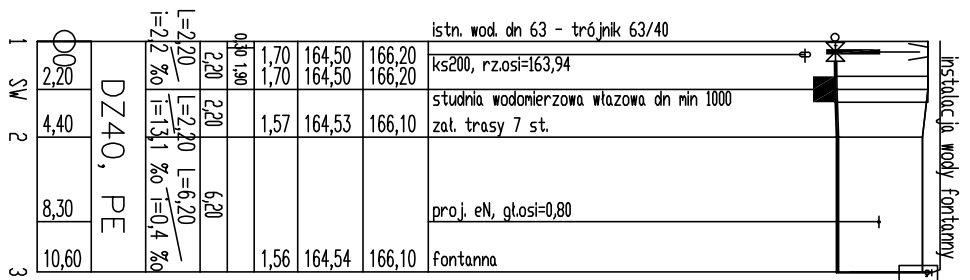 istn. wod. dn 63 - trójnik 63/40
1,70 164,50 166,20
1,70 164,50 166,20
ks200, rz.osi=163,94
studnia wodomierzowa włazowa dn min 1000
1,57 164,53 166,10 zał. trasy 7 st.
proj. eN, gł.osi=0,80
1,56 164,54 166,10 fontanna
instalacja wody fontanny
1 SW 2 3
2,20
4,40
8,30
10,60
DZ40, PE
L=2,20 L=2,20 L=6,20
i=2,2 ‰ i=13,1 ‰ i=0,4 ‰
2,20 2,20 6,20
0,30 1,90